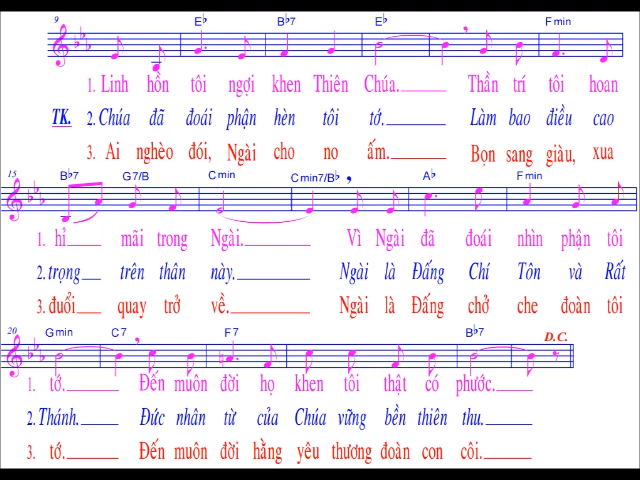 9 E♭ B♭7 E♭ Fmin
1. Linh hồn tôi ngợi khen Thiên Chúa. Thần trí tôi hoan
TK. 2. Chúa đã đoái phận hèn tôi tớ. Làm bao điều cao
3. Ai nghèo đói, Ngài cho no ấm. Bọn sang giàu, xua
15 B♭7 G7/B Cmin Cmin7/B♭ A♭ Fmin
1. hỉ mãi trong Ngài. Vì Ngài đã đoái nhìn phận tôi
2. trọng trên thân này. Ngài là Đấng Chí Tôn và Rất
3. đuổi quay trở về. Ngài là Đấng chở che đoàn tôi
20 Gmin C7 F7 B♭7 D.C.
1. tớ. Đến muôn đời họ khen tôi thật có phước.
2. Thánh. Đức nhân từ của Chúa vững bền thiên thu.
3. tớ. Đến muôn đời hằng yêu thương đoàn con côi.